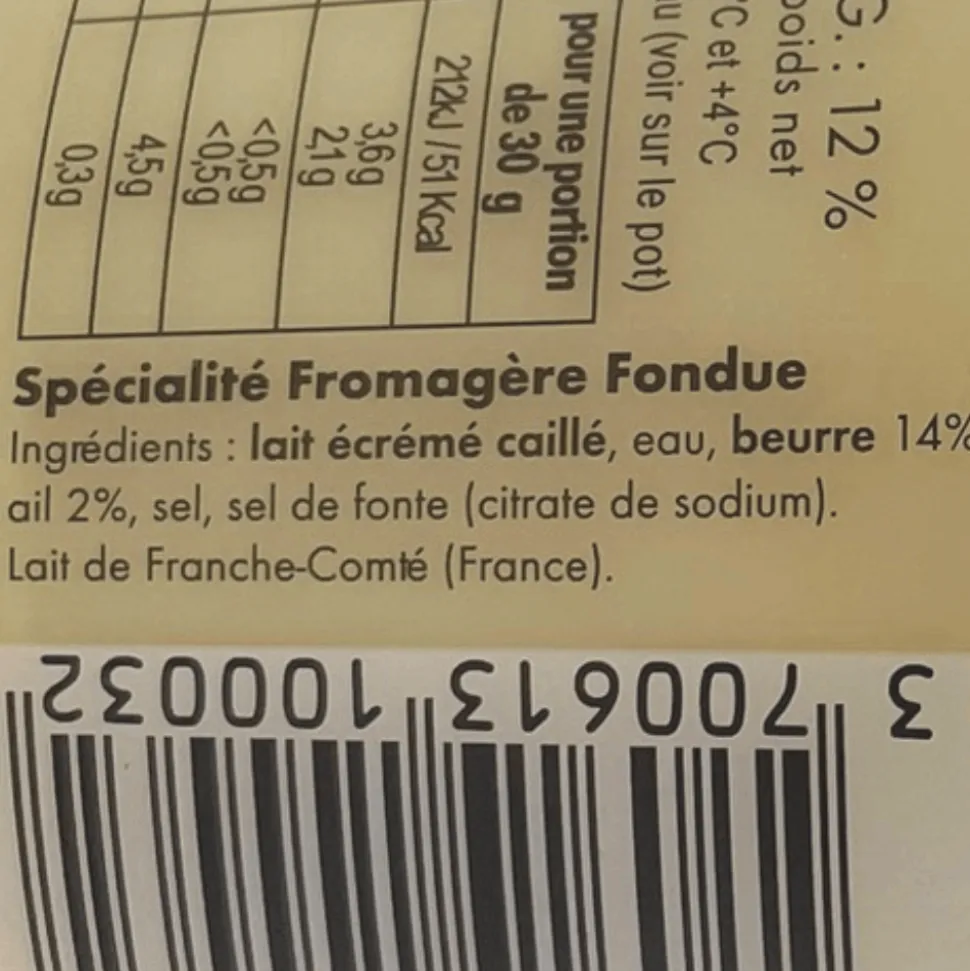 Spécialité Fromagère Fondue
Ingrédients : lait écrémé caillé, eau, beurre 14%
ail 2%, sel, sel de fonte (citrate de sodium).
Lait de Franche-Comté (France).
G. : 12 %
poids net
°C et +4°C
(voir sur le pot)
pour une portion
de 30 g
212kJ / 51 Kcal
3,6g
2,1g
<0,5g
<0,5g
4,5g
0,3g
3 700613 100032